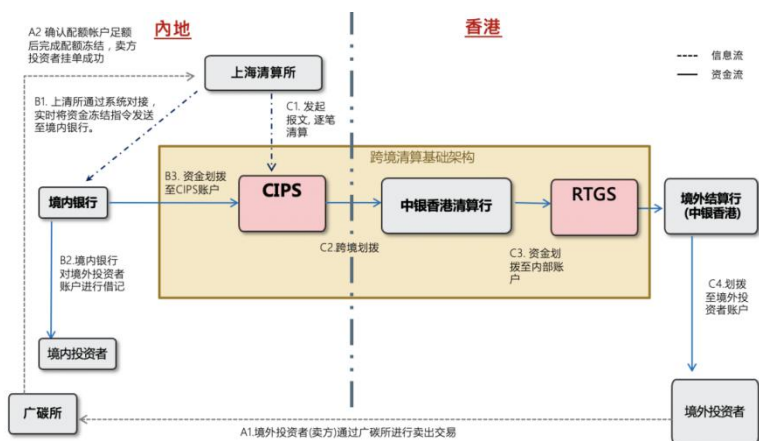 內地
香港
A2 确认配额帐户足额
后完成配额冻结，卖方
投资者挂单成功
上海清算所
信息流
资金流
B1. 上清所通过系统对接，
实时将资金冻结指令发送
至境内银行。
C1. 发起
报文, 逐笔
清算
跨境清算基础架构
B3. 资金划拨
至CIPS账户
境内银行
CIPS
中银香港清算行
RTGS
境外结算行
(中银香港)
C2.跨境划拨
C3. 资金划
拨至内部账
户
B2.境内银行
对境外投资者
账户进行借记
C4.划拨
至境外投
资者账户
境内投资者
广碳所
境外投资者
A1.境外投资者(卖方)通过广碳所进行卖出交易